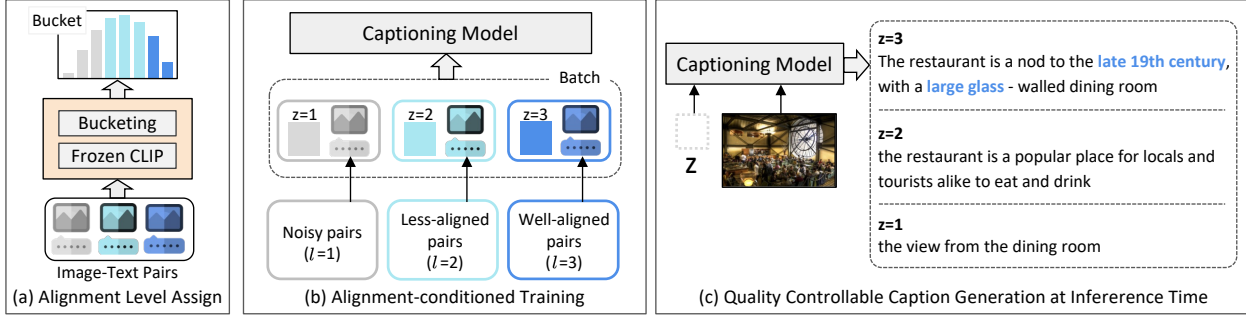 Bucket
Bucketing
Frozen CLIP
Image-Text Pairs
(a) Alignment Level Assign
Captioning Model
Batch
z=1
z=2
z=3
Noisy pairs
(l=1)
Less-aligned
pairs
(l=2)
Well-aligned
pairs
(l=3)
(b) Alignment-conditioned Training
Captioning Model
z
z=3
The restaurant is a nod to the late 19th century,
with a large glass - walled dining room
z=2
the restaurant is a popular place for locals and
tourists alike to eat and drink
z=1
the view from the dining room
(c) Quality Controllable Caption Generation at Infererence Time